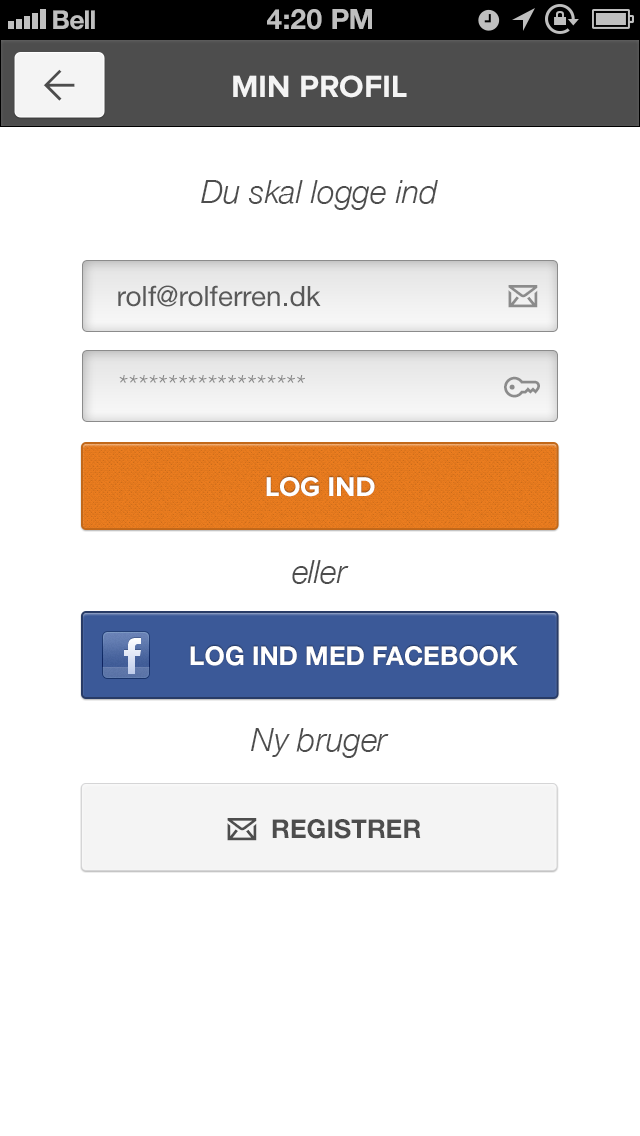 Bell 4:20 PM
MIN PROFIL
Du skal logge ind
rolf@rolferren.dk
*******************
LOG IND
eller
f LOG IND MED FACEBOOK
Ny bruger
REGISTRER